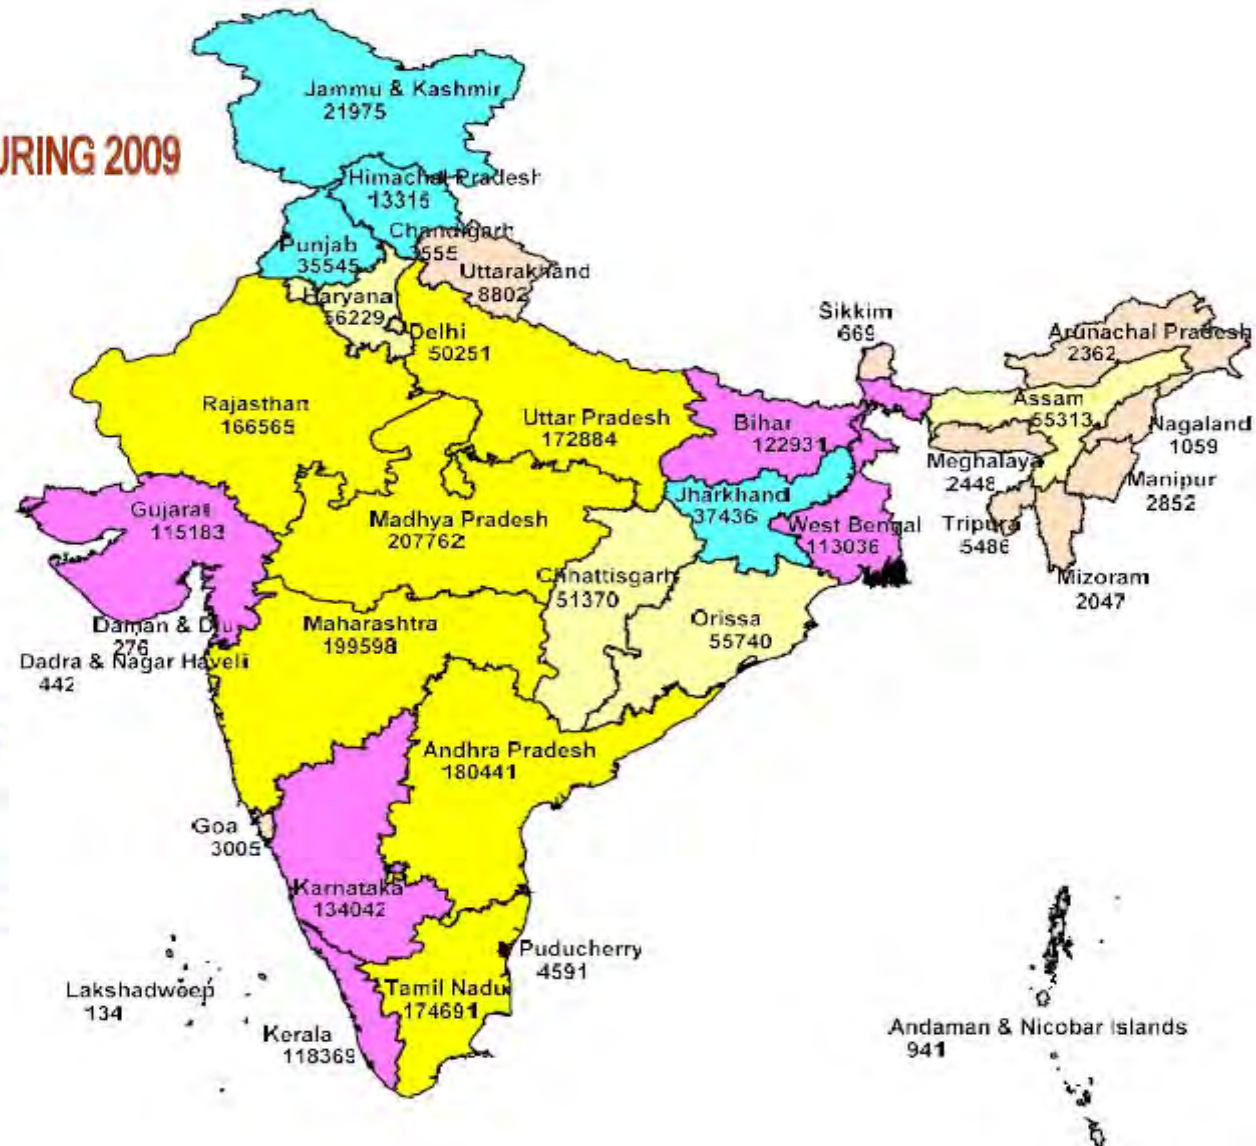 URING 2009
Jammu & Kashmir
21975
Himachal Pradesh
13315
Chandigarh
3555
Punjab
35545
Uttarakhand
8802
Haryana
56229
Delhi
50251
Sikkim
669
Arunachal Pradesh
2362
Rajasthan
166565
Uttar Pradesh
172884
Bihar
122931
Assam
55313
Nagaland
1059
Meghalaya
2448
Manipur
2852
Gujarat
115183
Madhya Pradesh
207762
Jharkhand
37436
West Bengal
113036
Tripura
5486
Mizoram
2047
Chhattisgarh
51370
Orissa
55740
Daman & Diu
276
Maharashtra
199598
Dadra & Nagar Haveli
442
Andhra Pradesh
180441
Goa
3005
Karnataka
134042
Puducherry
4591
Lakshadweep
134
Tamil Nadu
174691
Kerala
118369
Andaman & Nicobar Islands
941